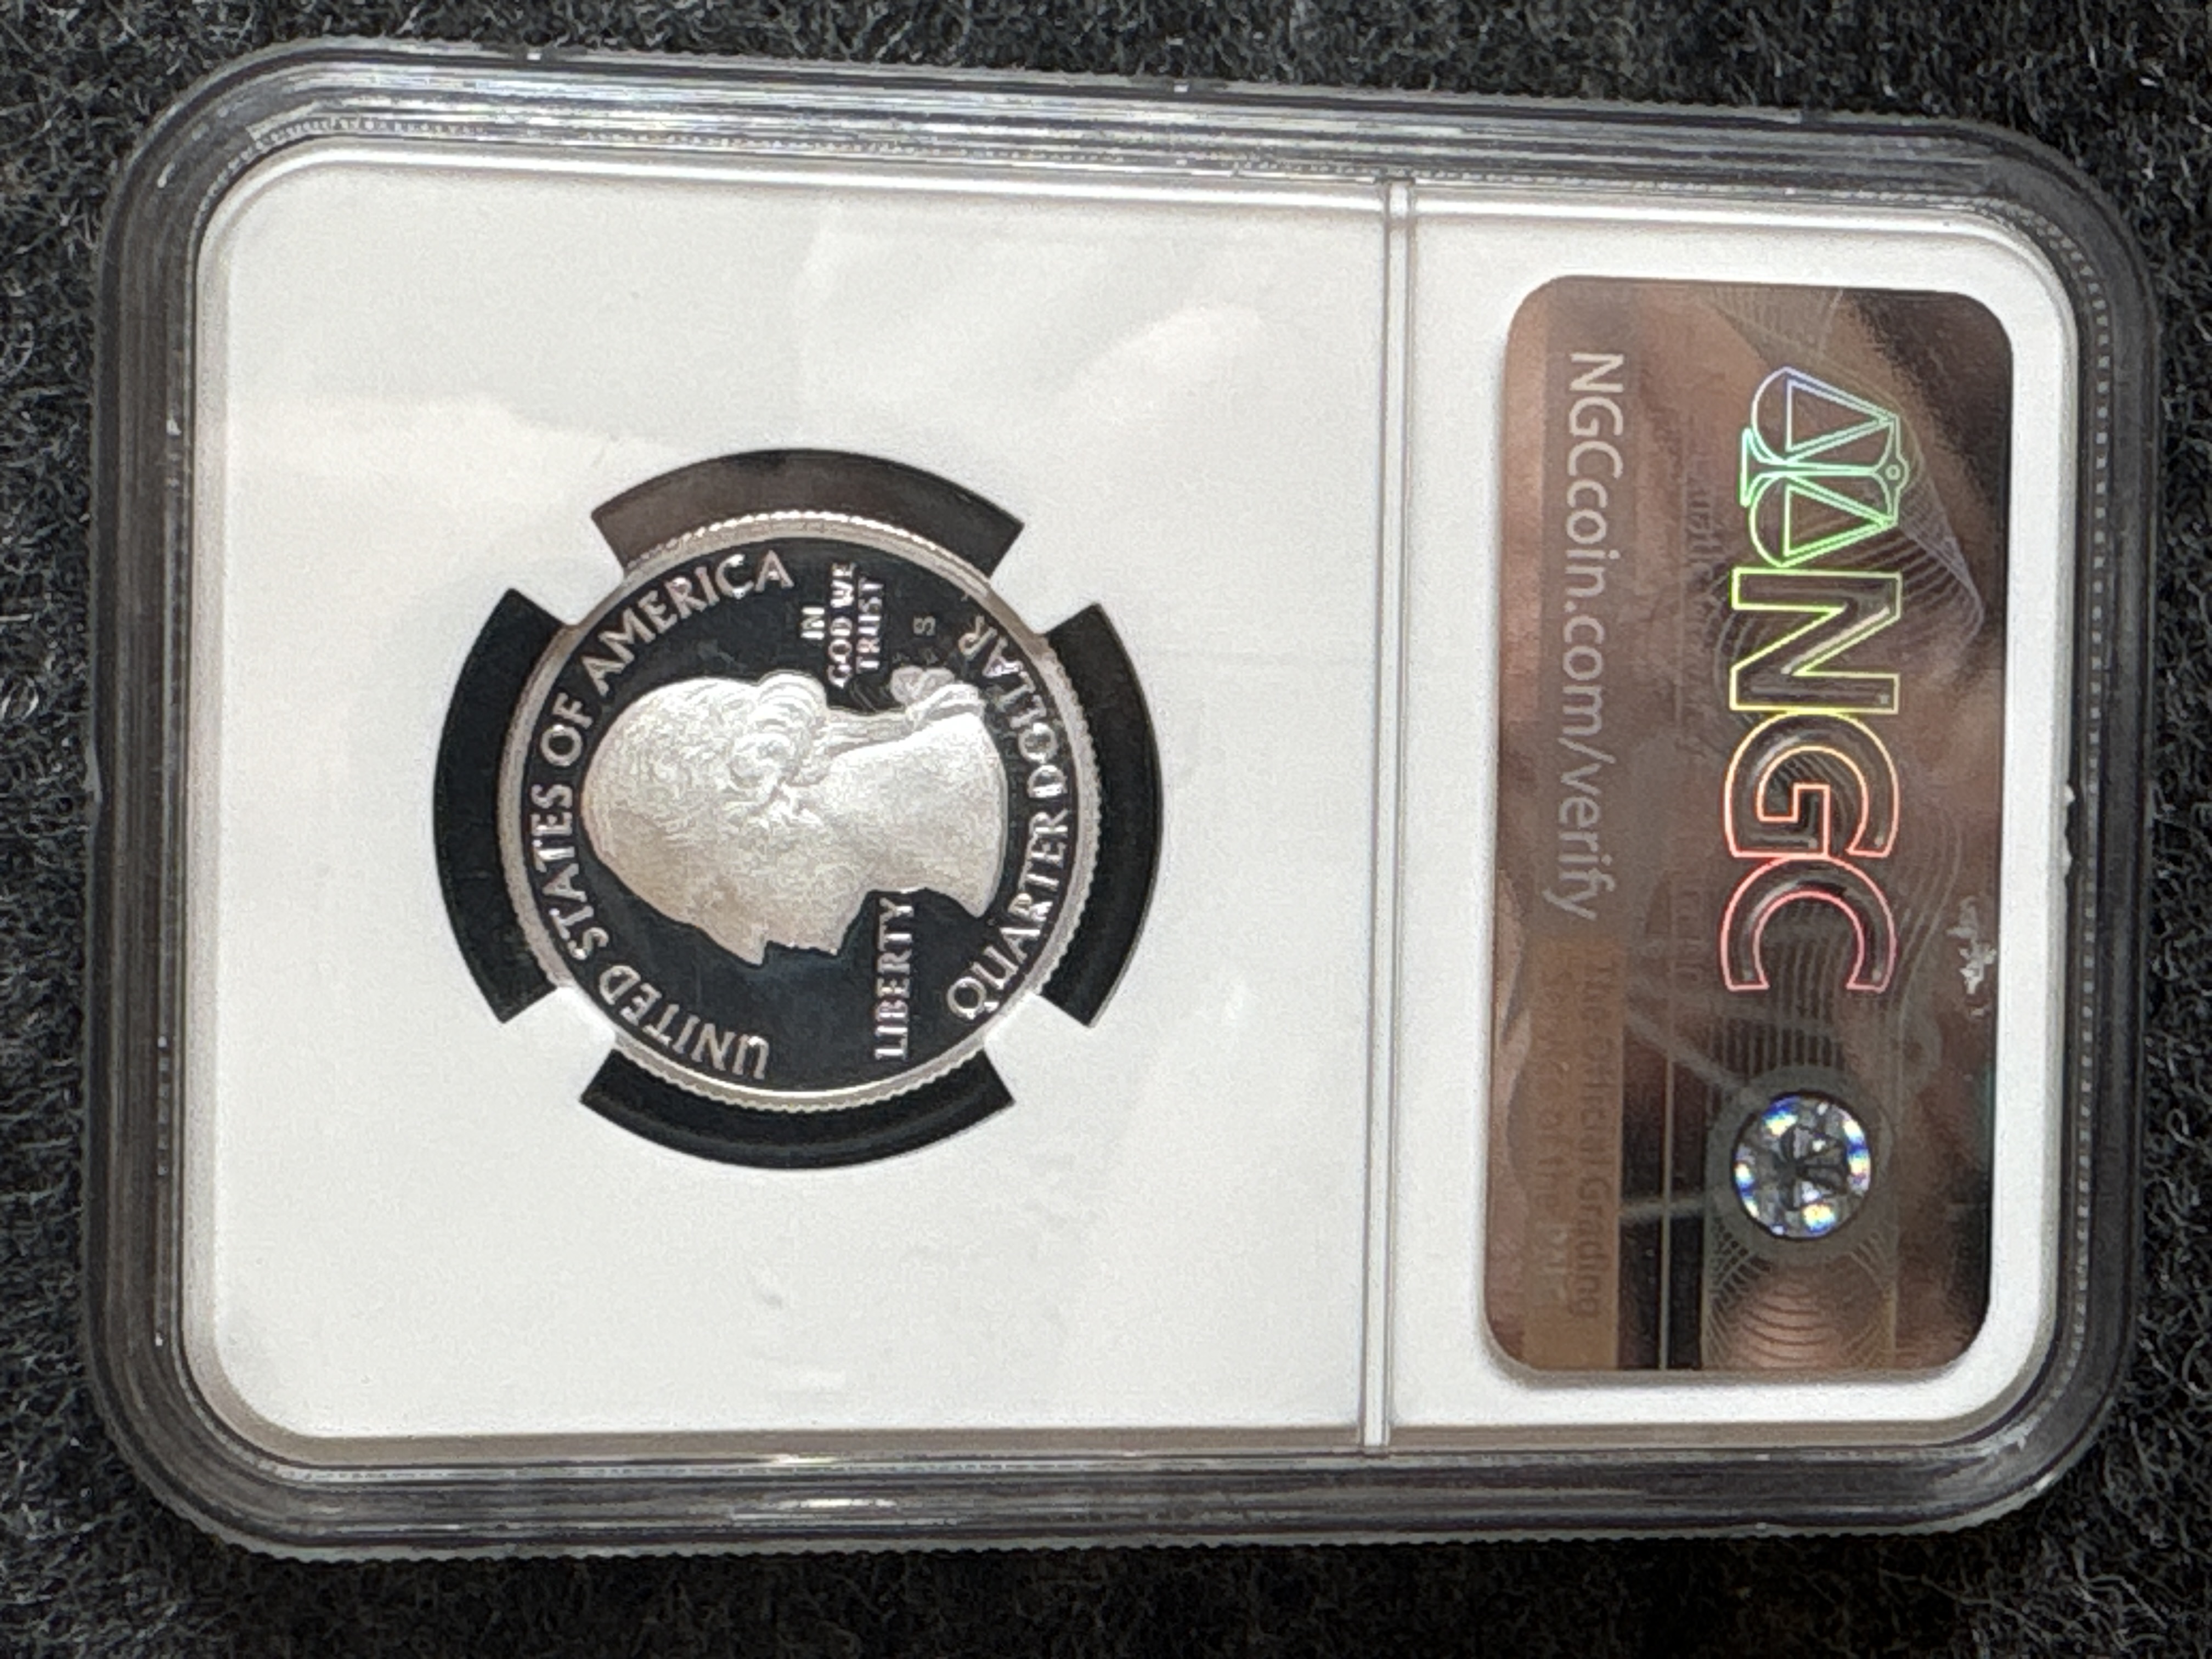 UNITED STATES OF AMERICA
LIBERTY
IN
GOD WE
TRUST
S
QUARTER DOLLAR
NGC
NGCcoin.com/verify